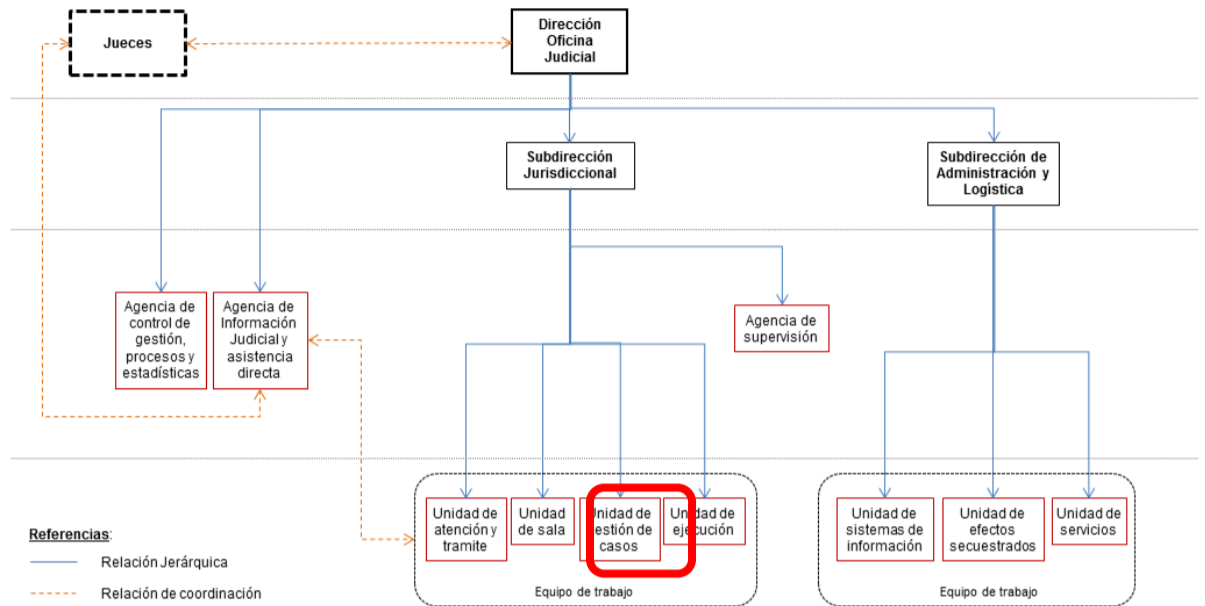 Jueces
Dirección
Oficina
Judicial
Subdirección
Jurisdiccional
Subdirección de
Administración y
Logística
Agencia de
control de
gestión,
procesos y
estadísticas
Agencia de
Información
Judicial y
asistencia
directa
Agencia de
supervisión
Unidad de
atención y
tramite
Unidad
de sala
Unidad de
gestión de
casos
Unidad de
ejecución
Equipo de trabajo
Unidad de
sistemas de
información
Unidad de
efectos
secuestrados
Unidad de
servicios
Equipo de trabajo
Referencias:
Relación Jerárquica
Relación de coordinación